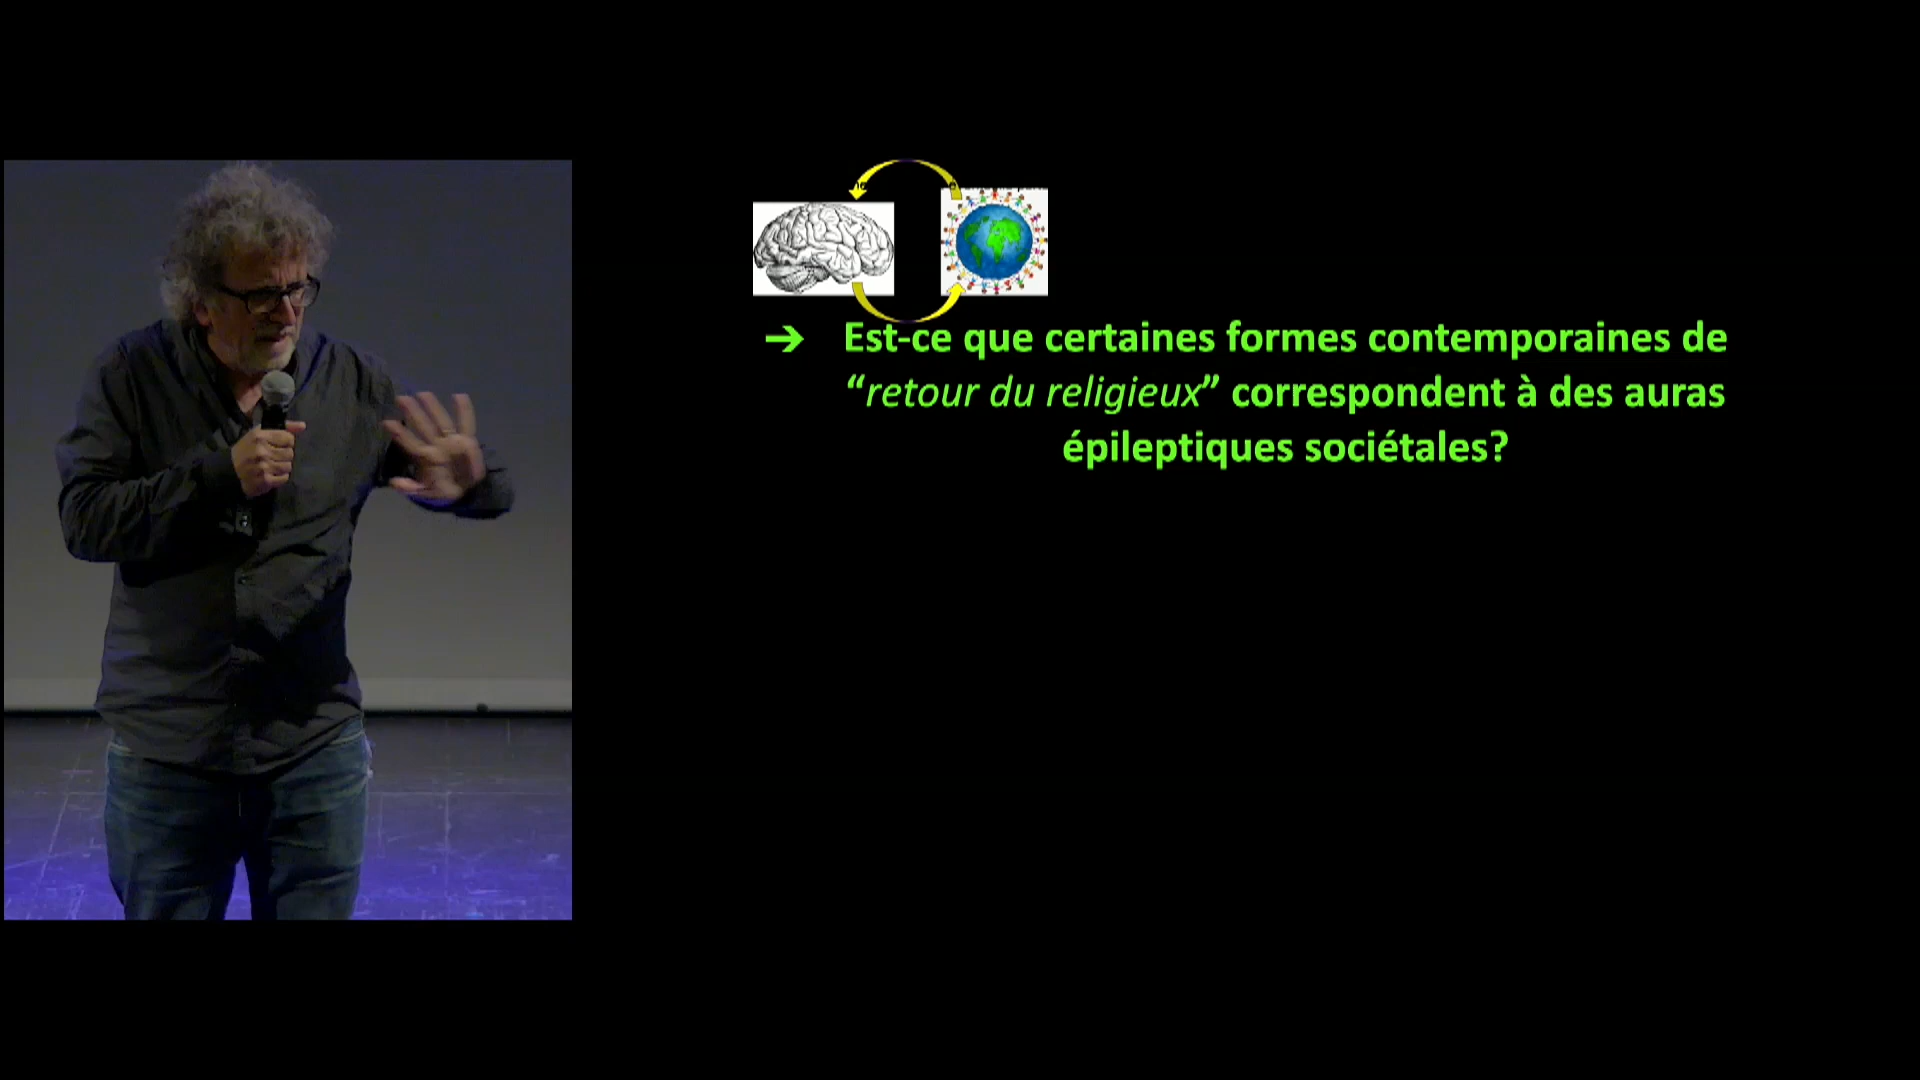 ➔ Est-ce que certaines formes contemporaines de
“retour du religieux” correspondent à des auras
épileptiques sociétales?